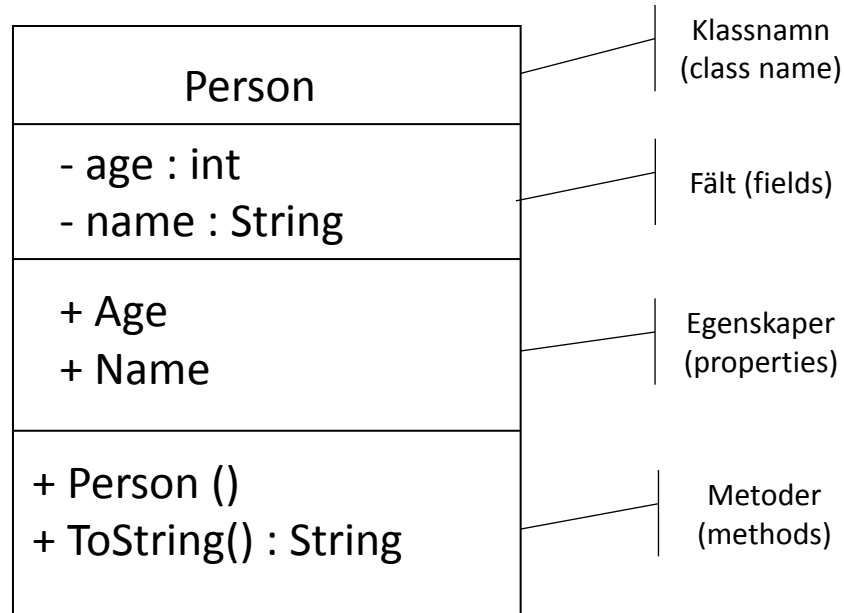 Person
Klassnamn
(class name)
- age : int
- name : String
Fält (fields)
+ Age
+ Name
Egenskaper
(properties)
+ Person ()
+ ToString() : String
Metoder
(methods)